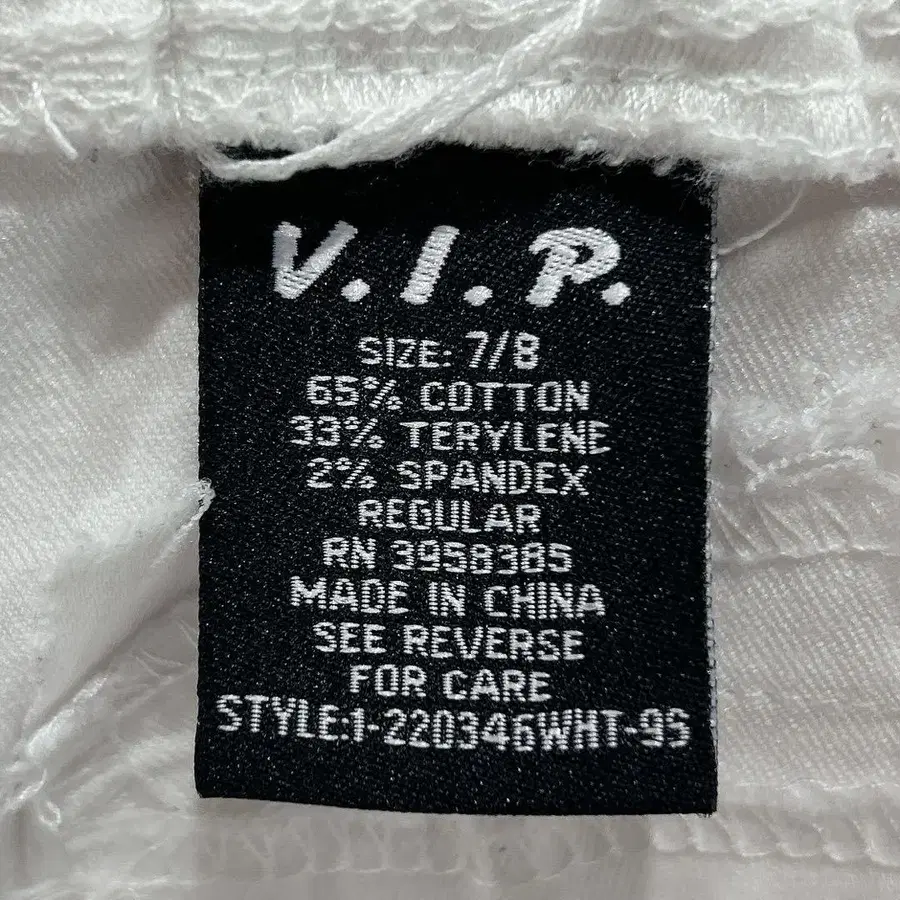 V.I.P.
SIZE: 7/8
65% COTTON
33% TERYLENE
2% SPANDEX
REGULAR
RN 3958385
MADE IN CHINA
SEE REVERSE
FOR CARE
STYLE:1-220346WHT-96